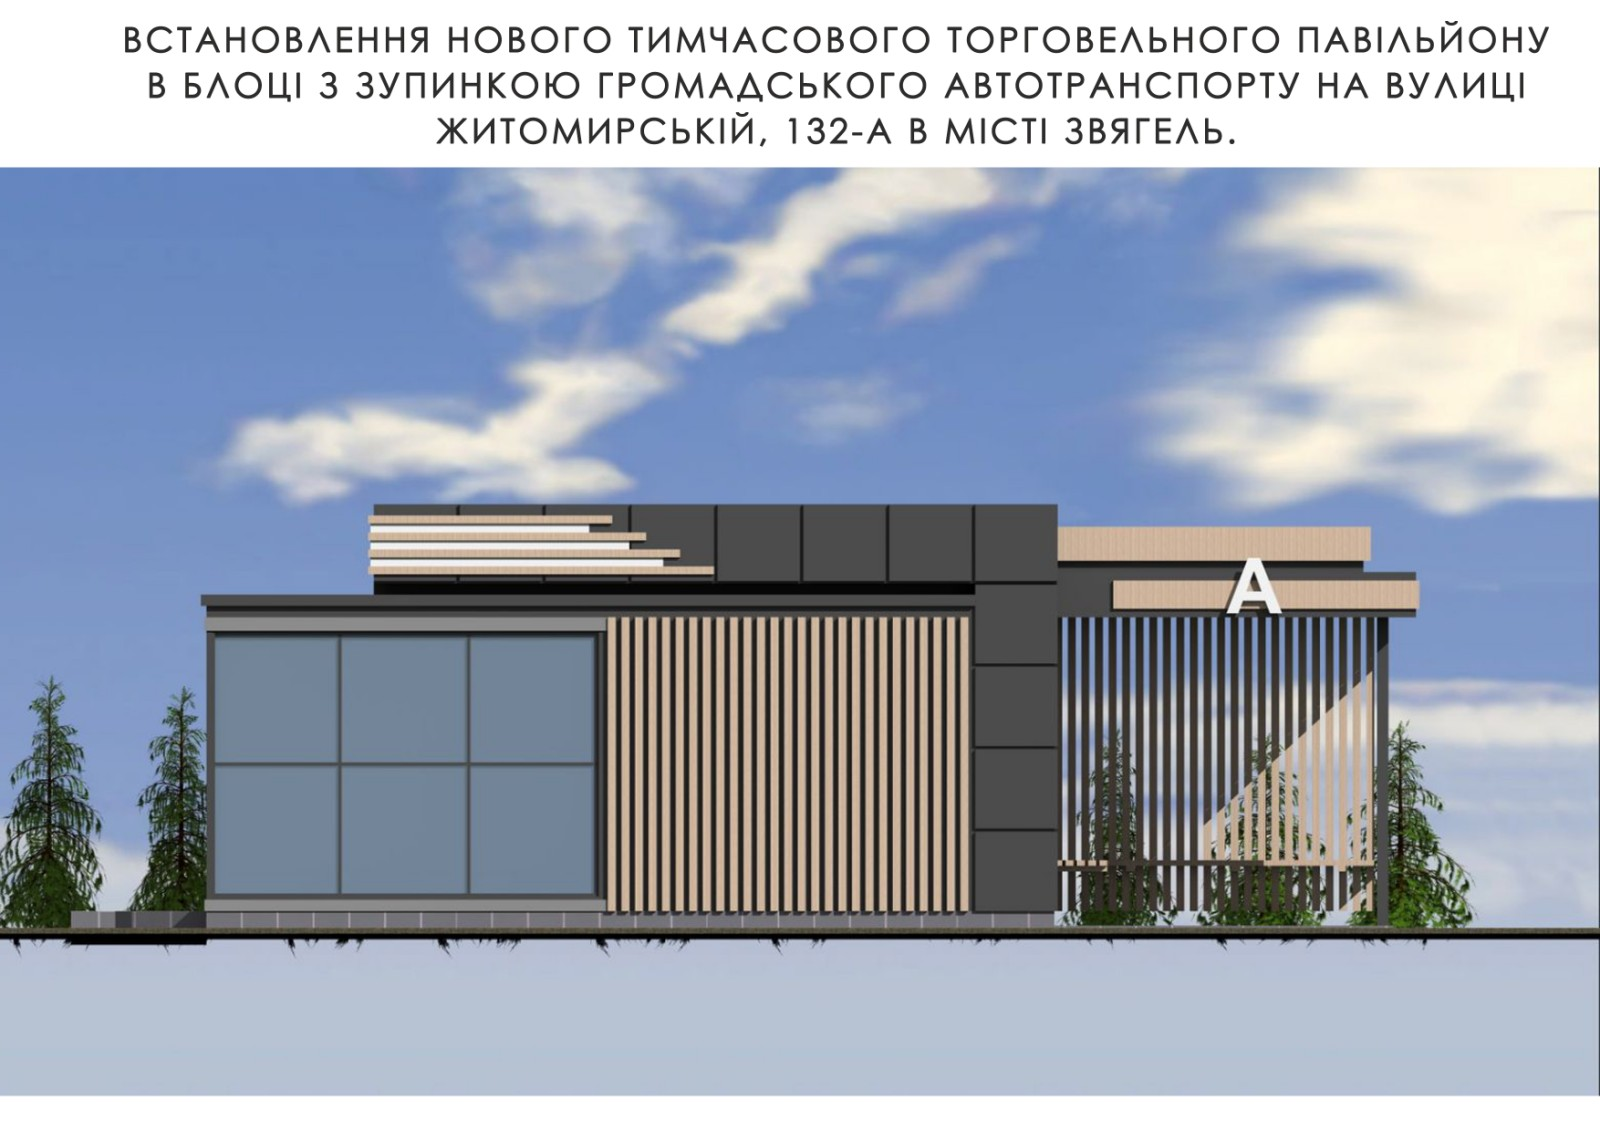 ВСТАНОВЛЕННЯ НОВОГО ТИМЧАСОВОГО ТОРГОВЕЛЬНОГО ПАВІЛЬЙОНУ
В БЛОЦІ З ЗУПИНКОЮ ГРОМАДСЬКОГО АВТОТРАНСПОРТУ НА ВУЛИЦІ
ЖИТОМИРСЬКІЙ, 132-А В МІСТІ ЗВЯГЕЛЬ.
А